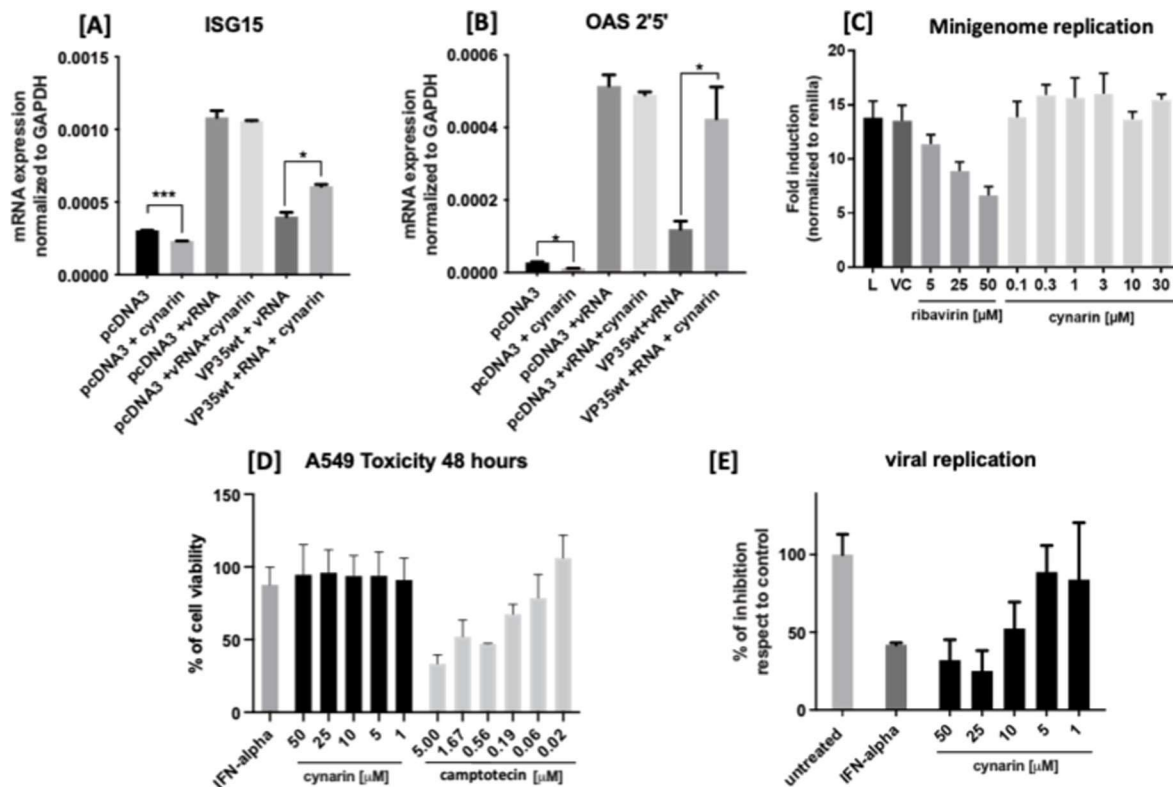 [A] ISG15
mRNA expression
normalized to GAPDH
0.0015
0.0010
0.0005
0.0000
***
*
pcDNA3
pcDNA3 + cynarin
pcDNA3 +vRNA
pcDNA3 +vRNA+cynarin
VP35wt + vRNA
VP35wt +RNA + cynarin
[B] OAS 2'5'
mRNA expression
normalized to GAPDH
0.0006
0.0004
0.0002
0.0000
*
*
pcDNA3
pcDNA3 + cynarin
pcDNA3 +vRNA
pcDNA3 +vRNA+cynarin
VP35wt+vRNA
VP35wt +RNA + cynarin
[C] Minigenome replication
Fold induction
(normalized to renilla)
20
15
10
5
0
L VC 5 25 50 0.1 0.3 1 3 10 30
ribavirin [µM] cynarin [µM]
[D] A549 Toxicity 48 hours
% of cell viability
150
100
50
0
IFN-alpha 50 25 10 5 1 5.00 1.67 0.56 0.19 0.06 0.02
cynarin [µM] camptotecin [µM]
[E] viral replication
% of inhibition
respect to control
100
50
0
untreated IFN-alpha 50 25 10 5 1
cynarin [µM]